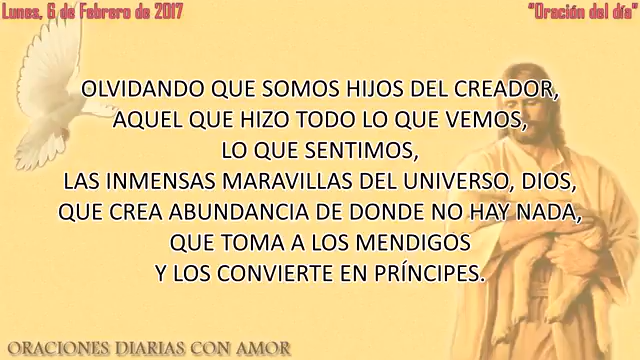 Lunes, 6 de Febrero de 2017
"Oración del día"
OLVIDANDO QUE SOMOS HIJOS DEL CREADOR,
AQUEL QUE HIZO TODO LO QUE VEMOS,
LO QUE SENTIMOS,
LAS INMENSAS MARAVILLAS DEL UNIVERSO, DIOS,
QUE CREA ABUNDANCIA DE DONDE NO HAY NADA,
QUE TOMA A LOS MENDIGOS
Y LOS CONVIERTE EN PRÍNCIPES.
ORACIONES DIARIAS CON AMOR